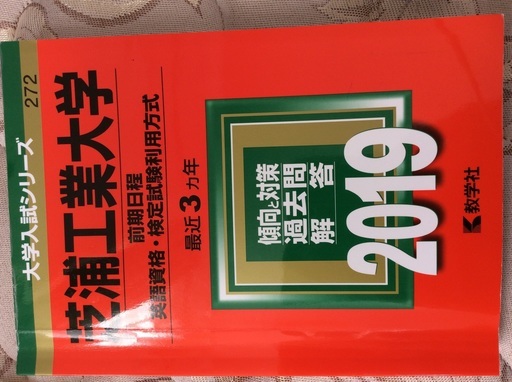 大学入試シリーズ
272
芝浦工業大学
前期日程
英語資格・検定試験利用方式
最近3カ年
傾向と対策
過去問
解答
2019
教学社